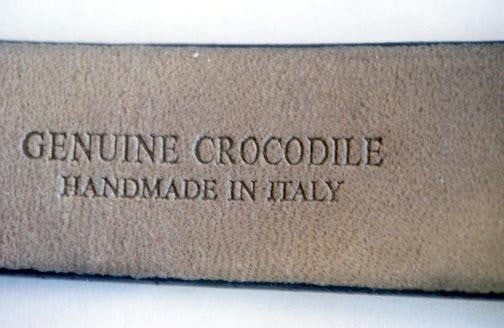 GENUINE CROCODILE
HANDMADE IN ITALY